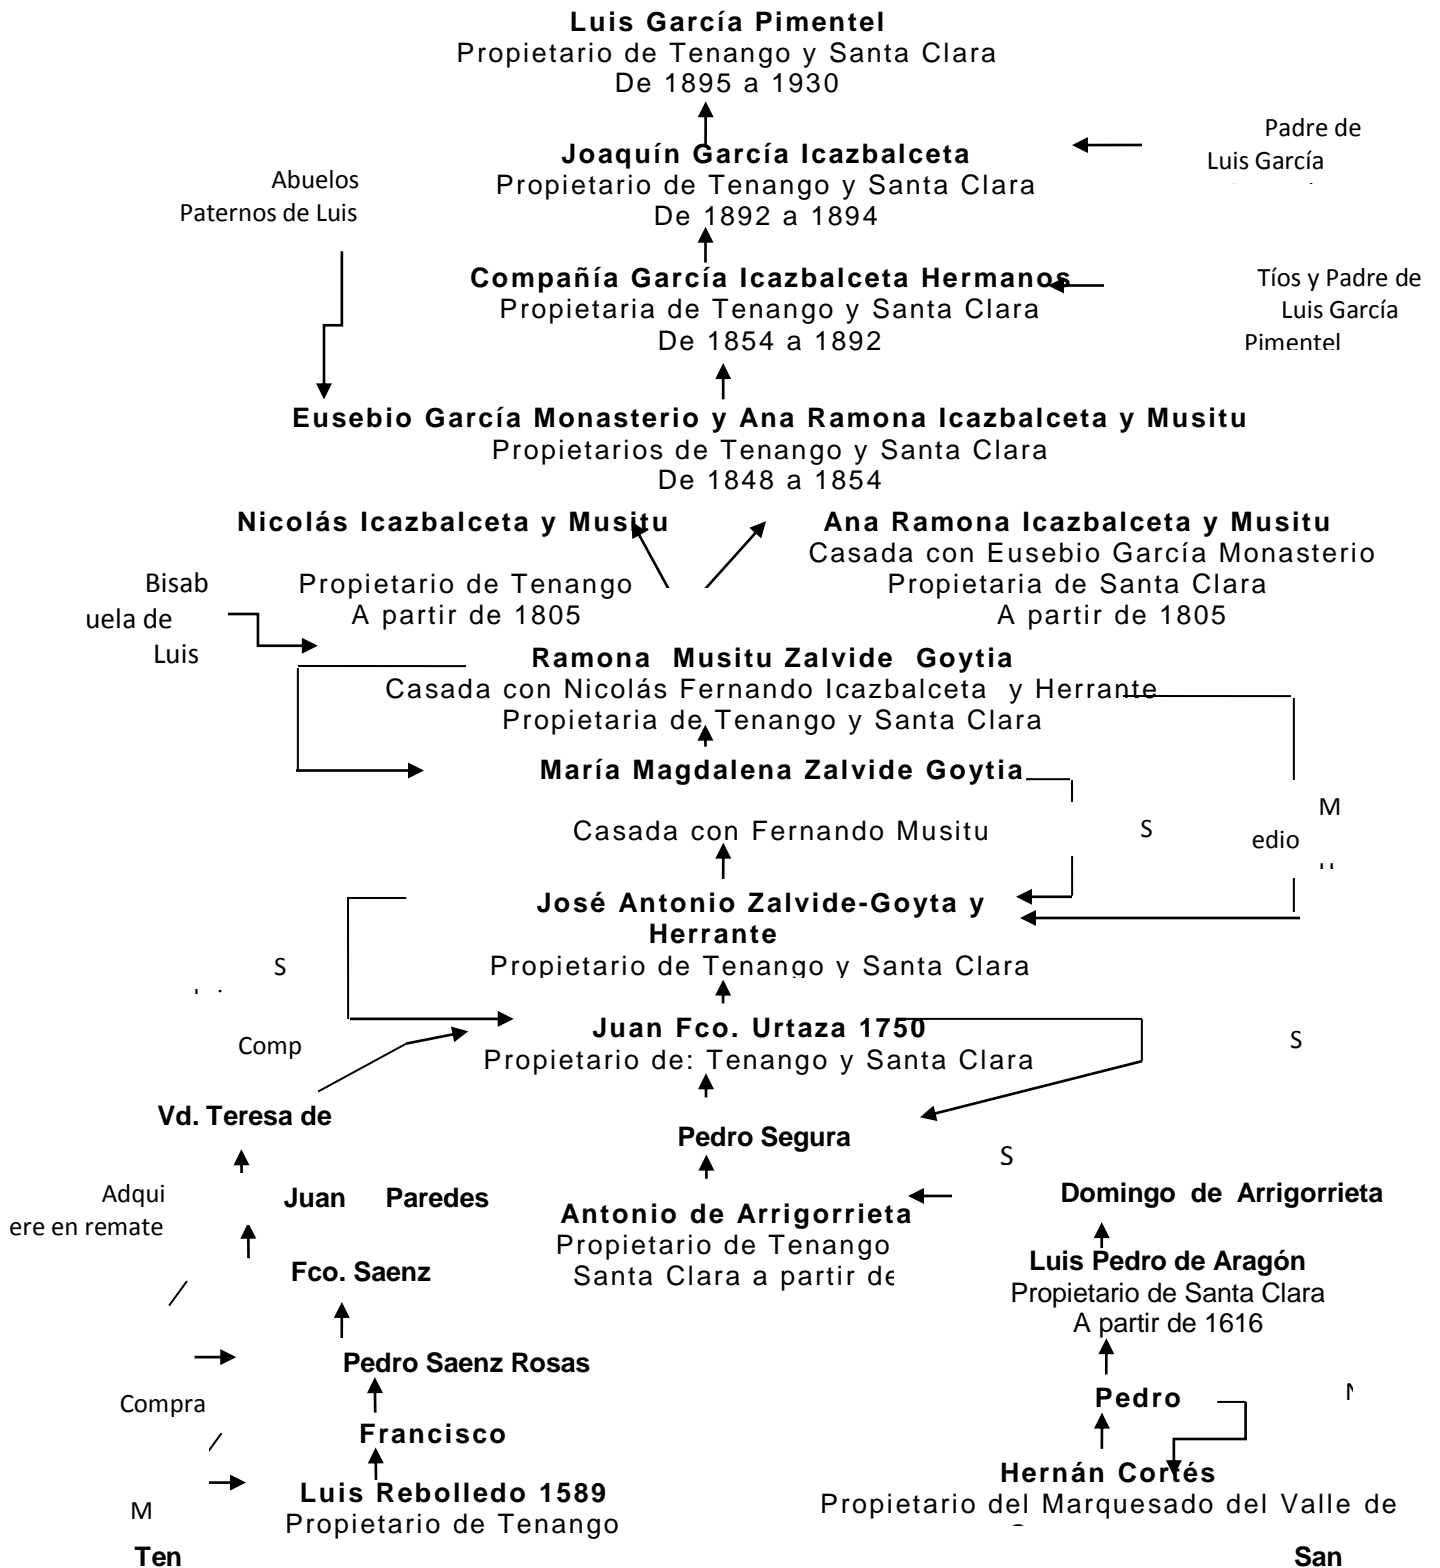 Luis García Pimentel
Propietario de Tenango y Santa Clara
De 1895 a 1930
Padre de
Luis García
Joaquín García Icazbalceta
Propietario de Tenango y Santa Clara
De 1892 a 1894
Abuelos
Paternos de Luis
Compañía García Icazbalceta Hermanos
Propietaria de Tenango y Santa Clara
De 1854 a 1892
Tíos y Padre de
Luis García
Pimentel
Eusebio García Monasterio y Ana Ramona Icazbalceta y Musitu
Propietarios de Tenango y Santa Clara
De 1848 a 1854
Nicolás Icazbalceta y Musitu
Propietario de Tenango
A partir de 1805
Ana Ramona Icazbalceta y Musitu
Casada con Eusebio García Monasterio
Propietaria de Santa Clara
A partir de 1805
Bisab
uela de
Luis
Ramona Musitu Zalvide Goytia
Casada con Nicolás Fernando Icazbalceta y Herrante
Propietaria de Tenango y Santa Clara
María Magdalena Zalvide Goytia
Casada con Fernando Musitu
S
M
edio
José Antonio Zalvide-Goyta y
Herrante
Propietario de Tenango y Santa Clara
S
Juan Fco. Urtaza 1750
Propietario de: Tenango y Santa Clara
Comp
S
Vd. Teresa de
Pedro Segura
S
Adqui
ere en remate
Juan Paredes
Antonio de Arrigorrieta
Propietario de Tenango
Santa Clara a partir de
Domingo de Arrigorrieta
Luis Pedro de Aragón
Propietario de Santa Clara
A partir de 1616
Fco. Saenz
Pedro Saenz Rosas
Compra
Pedro
Francisco
Hernán Cortés
Propietario del Marquesado del Valle de
Luis Rebolledo 1589
Propietario de Tenango
M
Ten
San